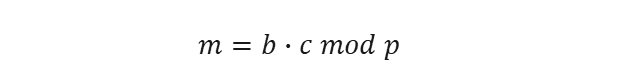 m = b · c mod p